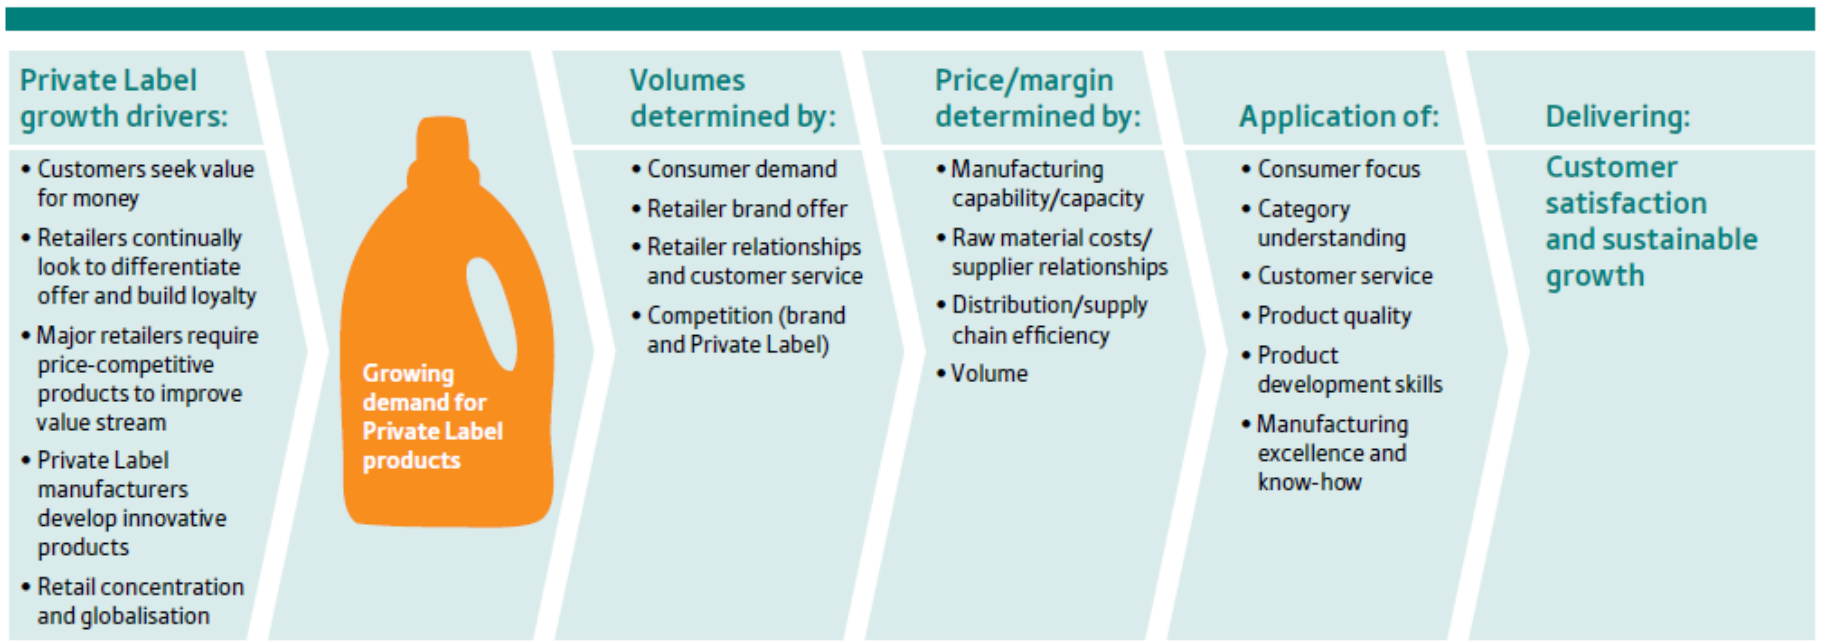 Private Label
growth drivers:
• Customers seek value
for money
• Retailers continually
look to differentiate
offer and build loyalty
• Major retailers require
price-competitive
products to improve
value stream
• Private Label
manufacturers
develop innovative
products
• Retail concentration
and globalisation
Growing
demand for
Private Label
products
Volumes
determined by:
• Consumer demand
• Retailer brand offer
• Retailer relationships
and customer service
• Competition (brand
and Private Label)
Price/margin
determined by:
• Manufacturing
capability/capacity
• Raw material costs/
supplier relationships
• Distribution/supply
chain efficiency
• Volume
Application of:
• Consumer focus
• Category
understanding
• Customer service
• Product quality
• Product
development skills
• Manufacturing
excellence and
know-how
Delivering:
Customer
satisfaction
and sustainable
growth